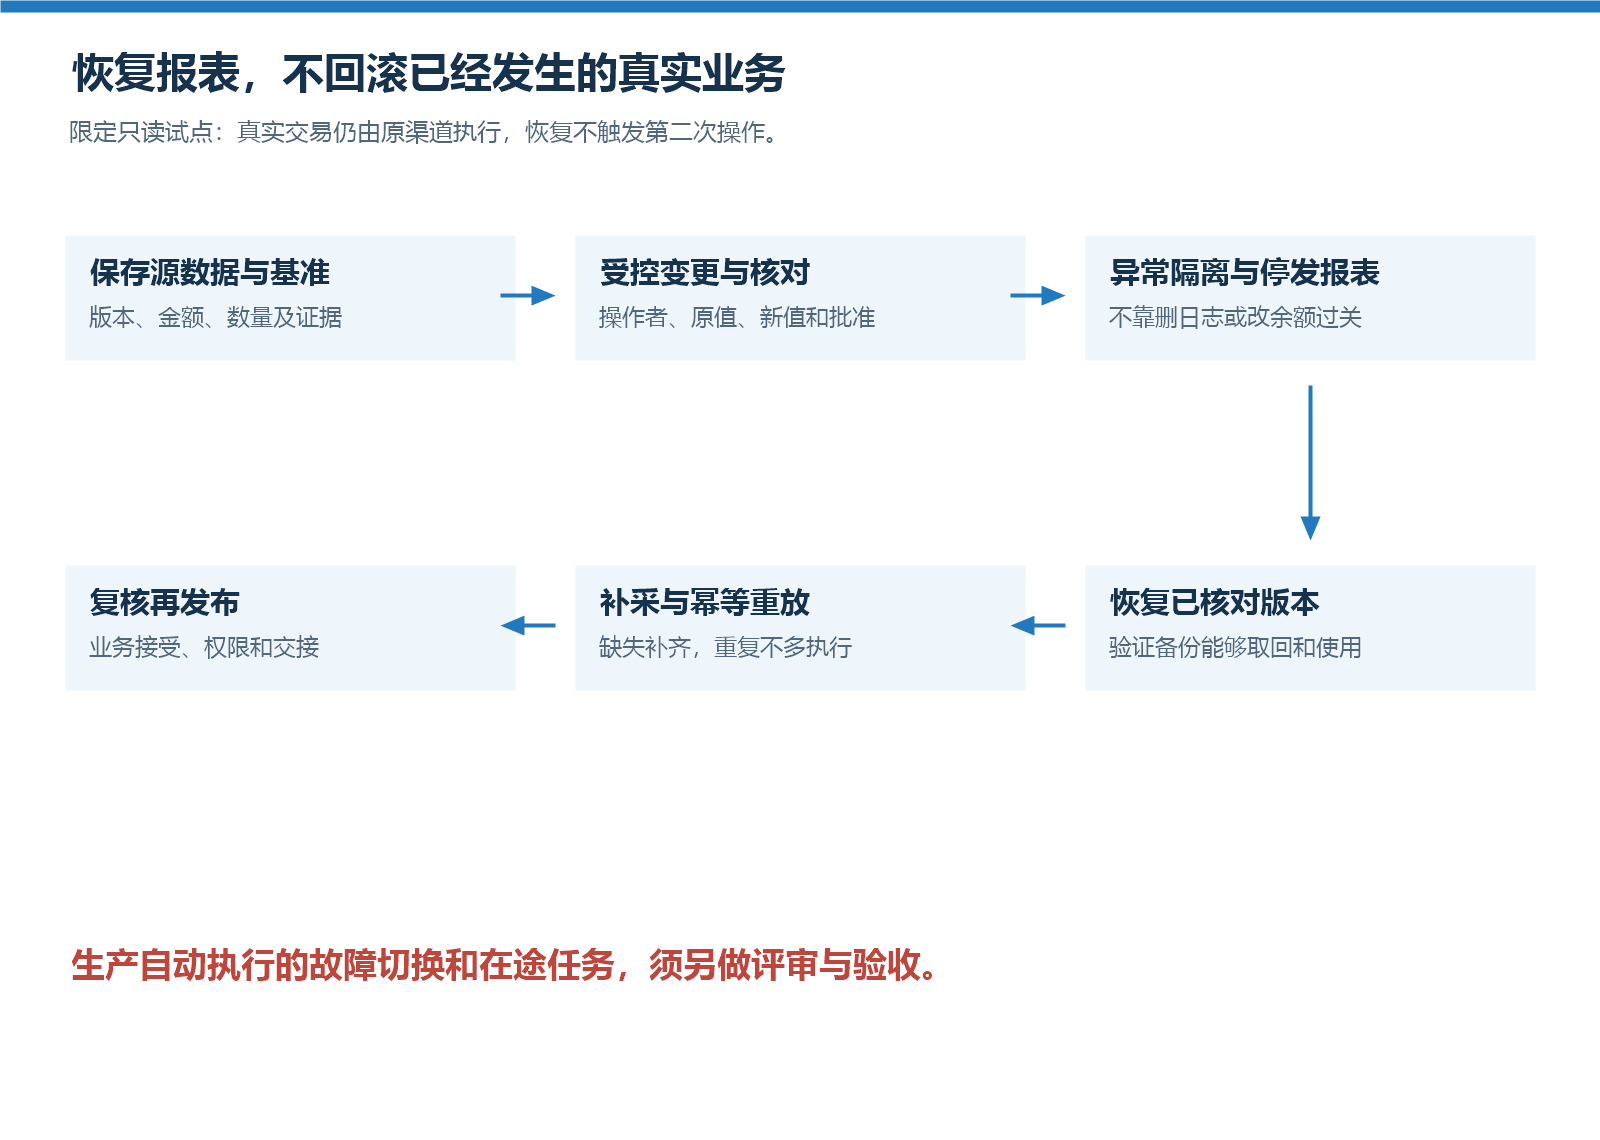 恢复报表，不回滚已经发生的真实业务
限定只读试点：真实交易仍由原渠道执行，恢复不触发第二次操作。
保存源数据与基准
版本、金额、数量及证据
受控变更与核对
操作者、原值、新值和批准
异常隔离与停发报表
不靠删日志或改余额过关
恢复已核对版本
验证备份能够取回和使用
补采与幂等重放
缺失补齐，重复不多执行
复核再发布
业务接受、权限和交接
生产自动执行的故障切换和在途任务，须另做评审与验收。